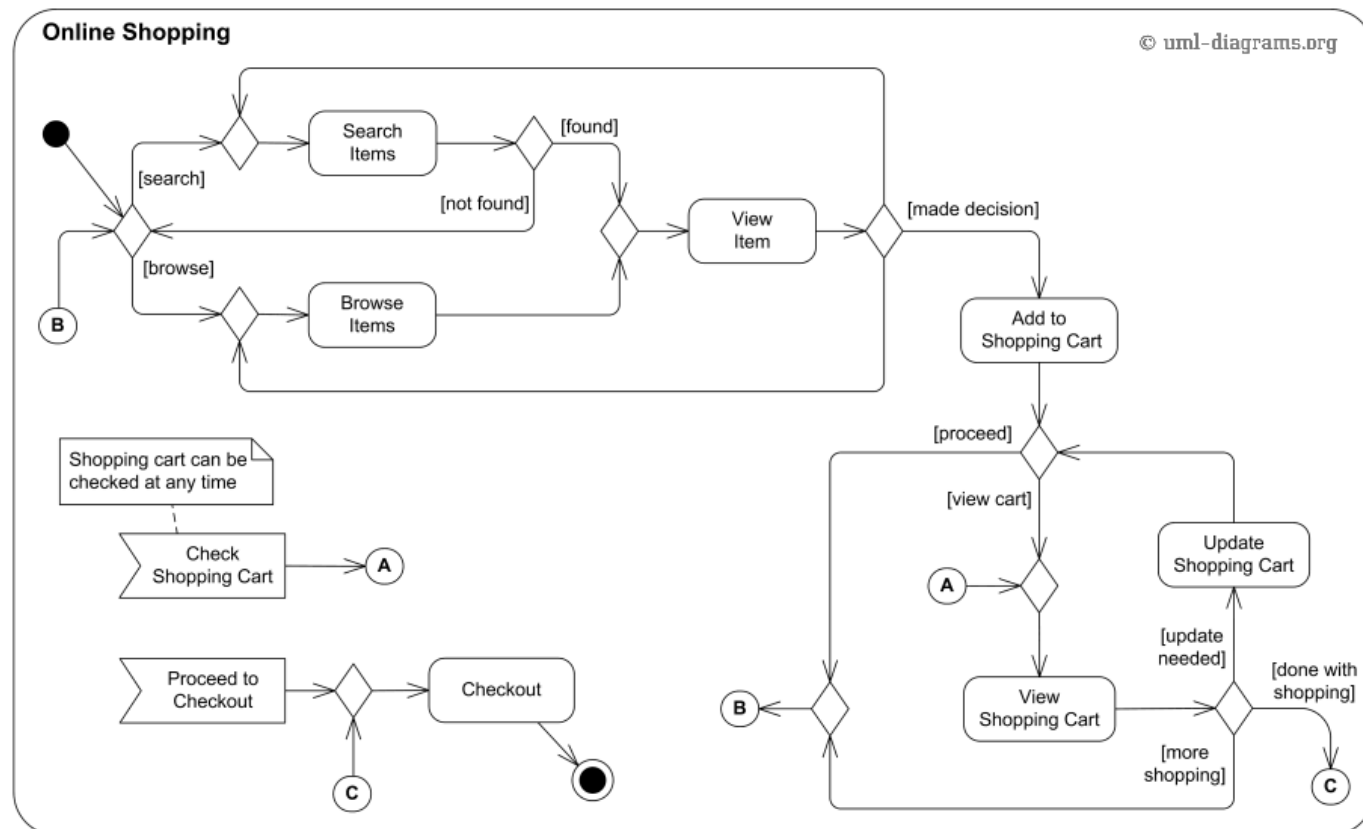 Online Shopping
© uml-diagrams.org
Search
Items
[found]
[search]
[not found]
View
Item
[made decision]
[browse]
Browse
Items
B
Add to
Shopping Cart
[proceed]
Shopping cart can be
checked at any time
[view cart]
Check
Shopping Cart
A
Update
Shopping Cart
A
[update
needed]
[done with
shopping]
Proceed to
Checkout
Checkout
B
View
Shopping Cart
[more
shopping]
C
C